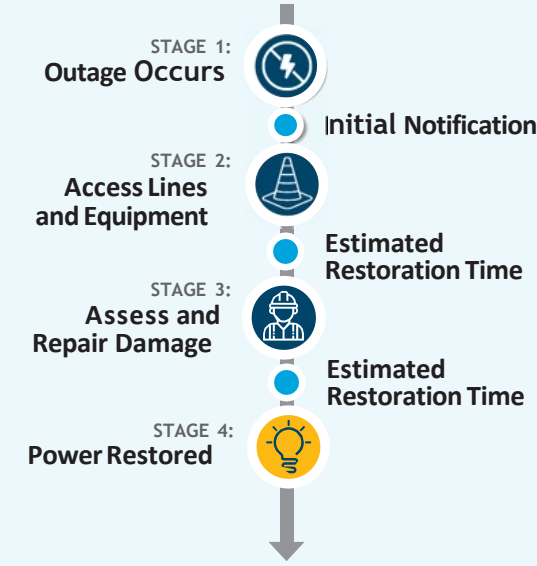 STAGE 1:
Outage Occurs
Initial Notification
STAGE 2:
Access Lines
and Equipment
Estimated
Restoration Time
STAGE 3:
Assess and
Repair Damage
Estimated
Restoration Time
STAGE 4:
Power Restored